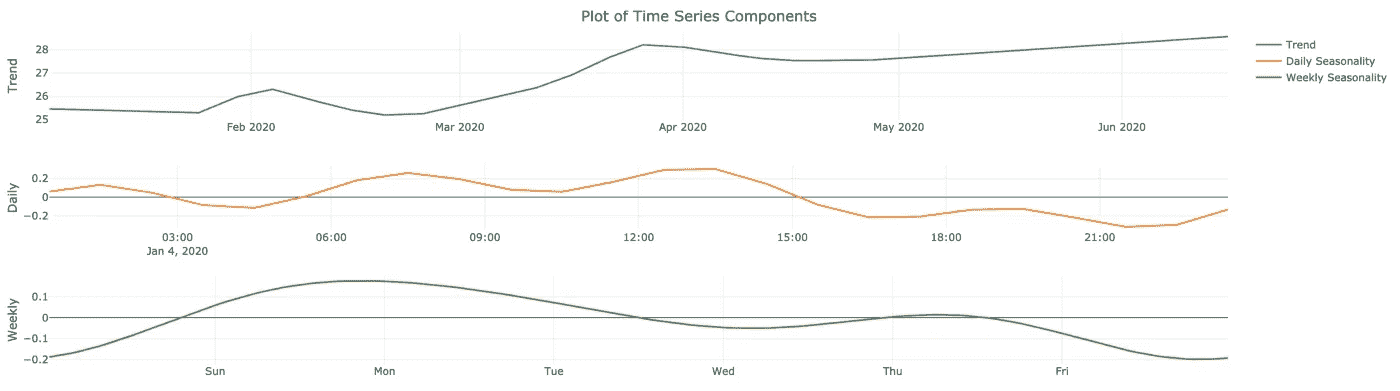 Plot of Time Series Components
Trend
28
27
26
25
Feb 2020 Mar 2020 Apr 2020 May 2020 Jun 2020
Trend
Daily Seasonality
Weekly Seasonality
Daily
0.2
0
−0.2
03:00 06:00 09:00 12:00 15:00 18:00 21:00
Jan 4, 2020
Weekly
0.1
0
−0.1
−0.2
Sun Mon Tue Wed Thu Fri